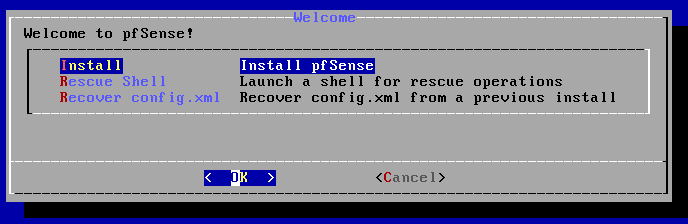 Welcome
Welcome to pfSense!
Install Install pfSense
Rescue Shell Launch a shell for rescue operations
Recover config.xml Recover config.xml from a previous install
< OK > <Cancel>